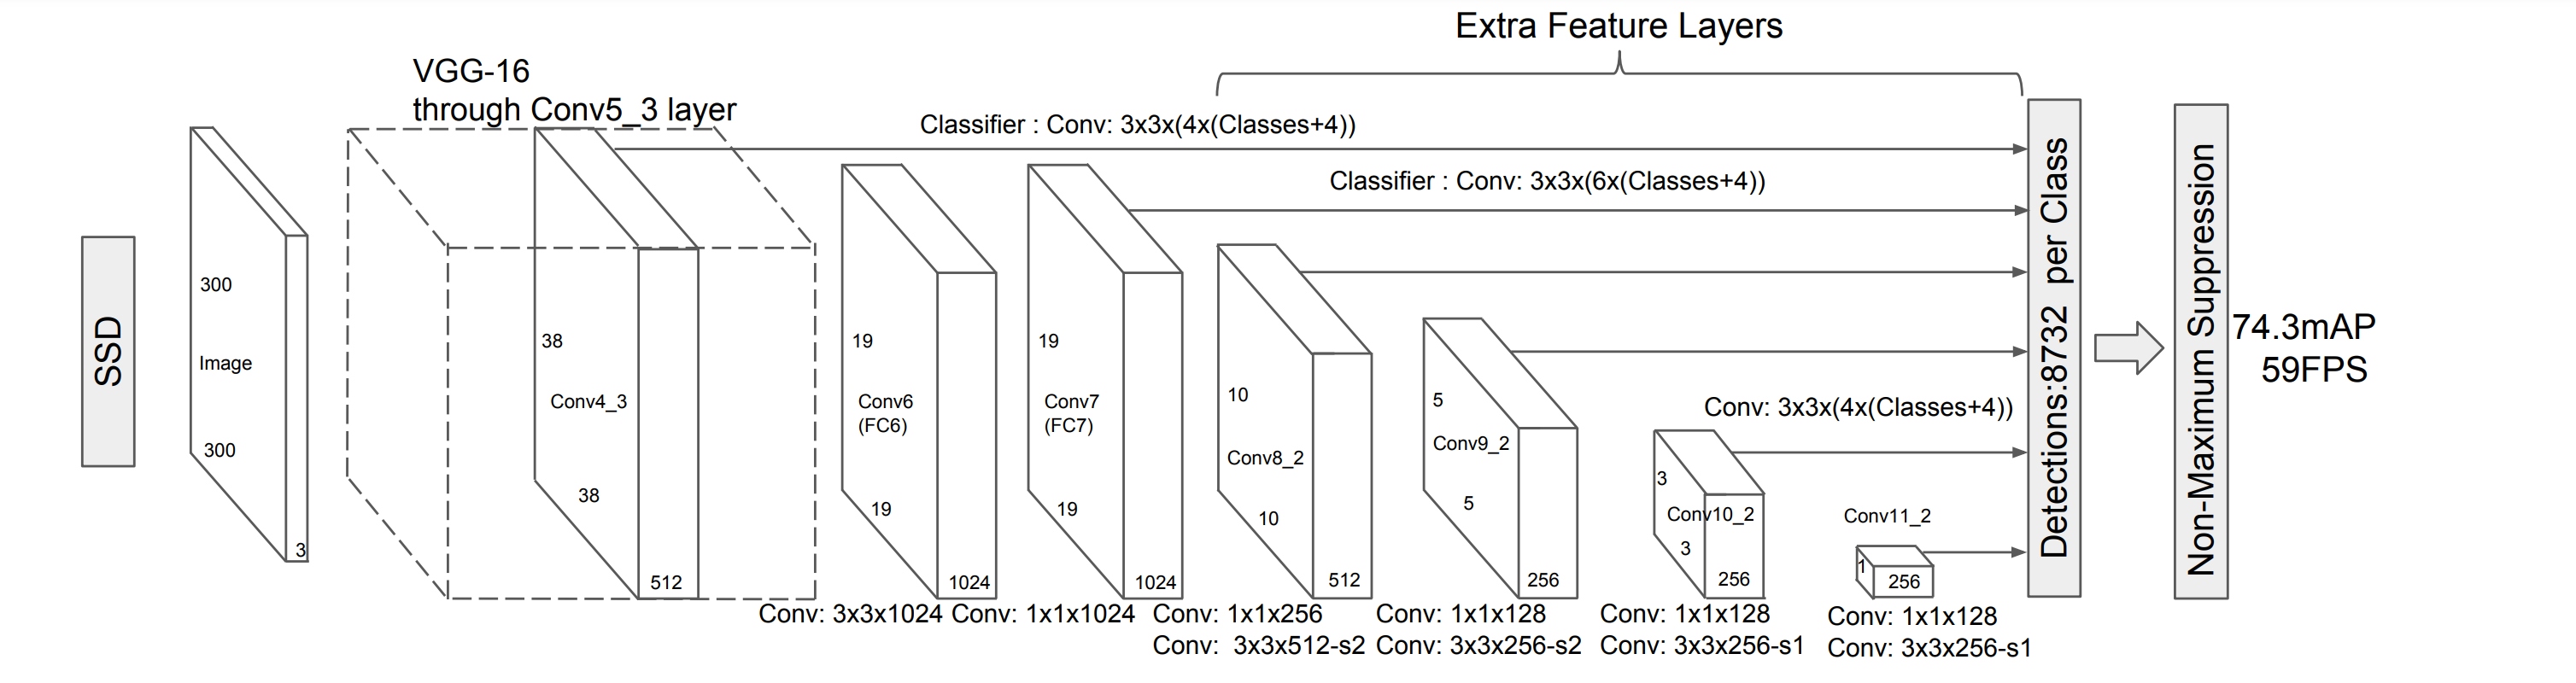 Extra Feature Layers
VGG-16
through Conv5_3 layer
Classifier : Conv: 3x3x(4x(Classes+4))
Classifier : Conv: 3x3x(6x(Classes+4))
SSD
300
Image
300
3
38
Conv4_3
38
512
19
Conv6
(FC6)
19
1024
19
Conv7
(FC7)
19
1024
10
Conv8_2
10
512
5
Conv9_2
5
256
Conv: 3x3x(4x(Classes+4))
3
Conv10_2
3
256
Conv11_2
1
256
Conv: 3x3x1024
Conv: 1x1x1024
Conv: 1x1x256
Conv: 3x3x512-s2
Conv: 1x1x128
Conv: 3x3x256-s2
Conv: 1x1x128
Conv: 3x3x256-s1
Conv: 1x1x128
Conv: 3x3x256-s1
Detections:8732 per Class
Non-Maximum Suppression
74.3mAP
59FPS